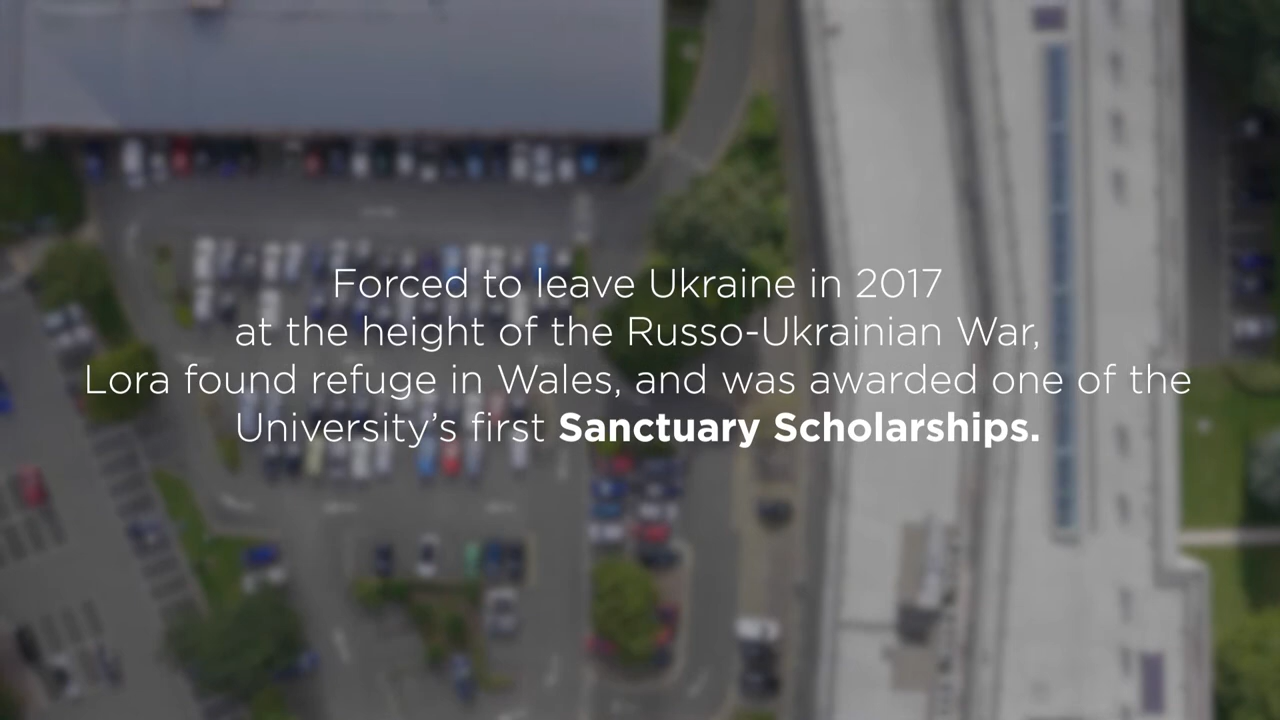 Forced to leave Ukraine in 2017
at the height of the Russo-Ukrainian War,
Lora found refuge in Wales, and was awarded one of the
University’s first Sanctuary Scholarships.